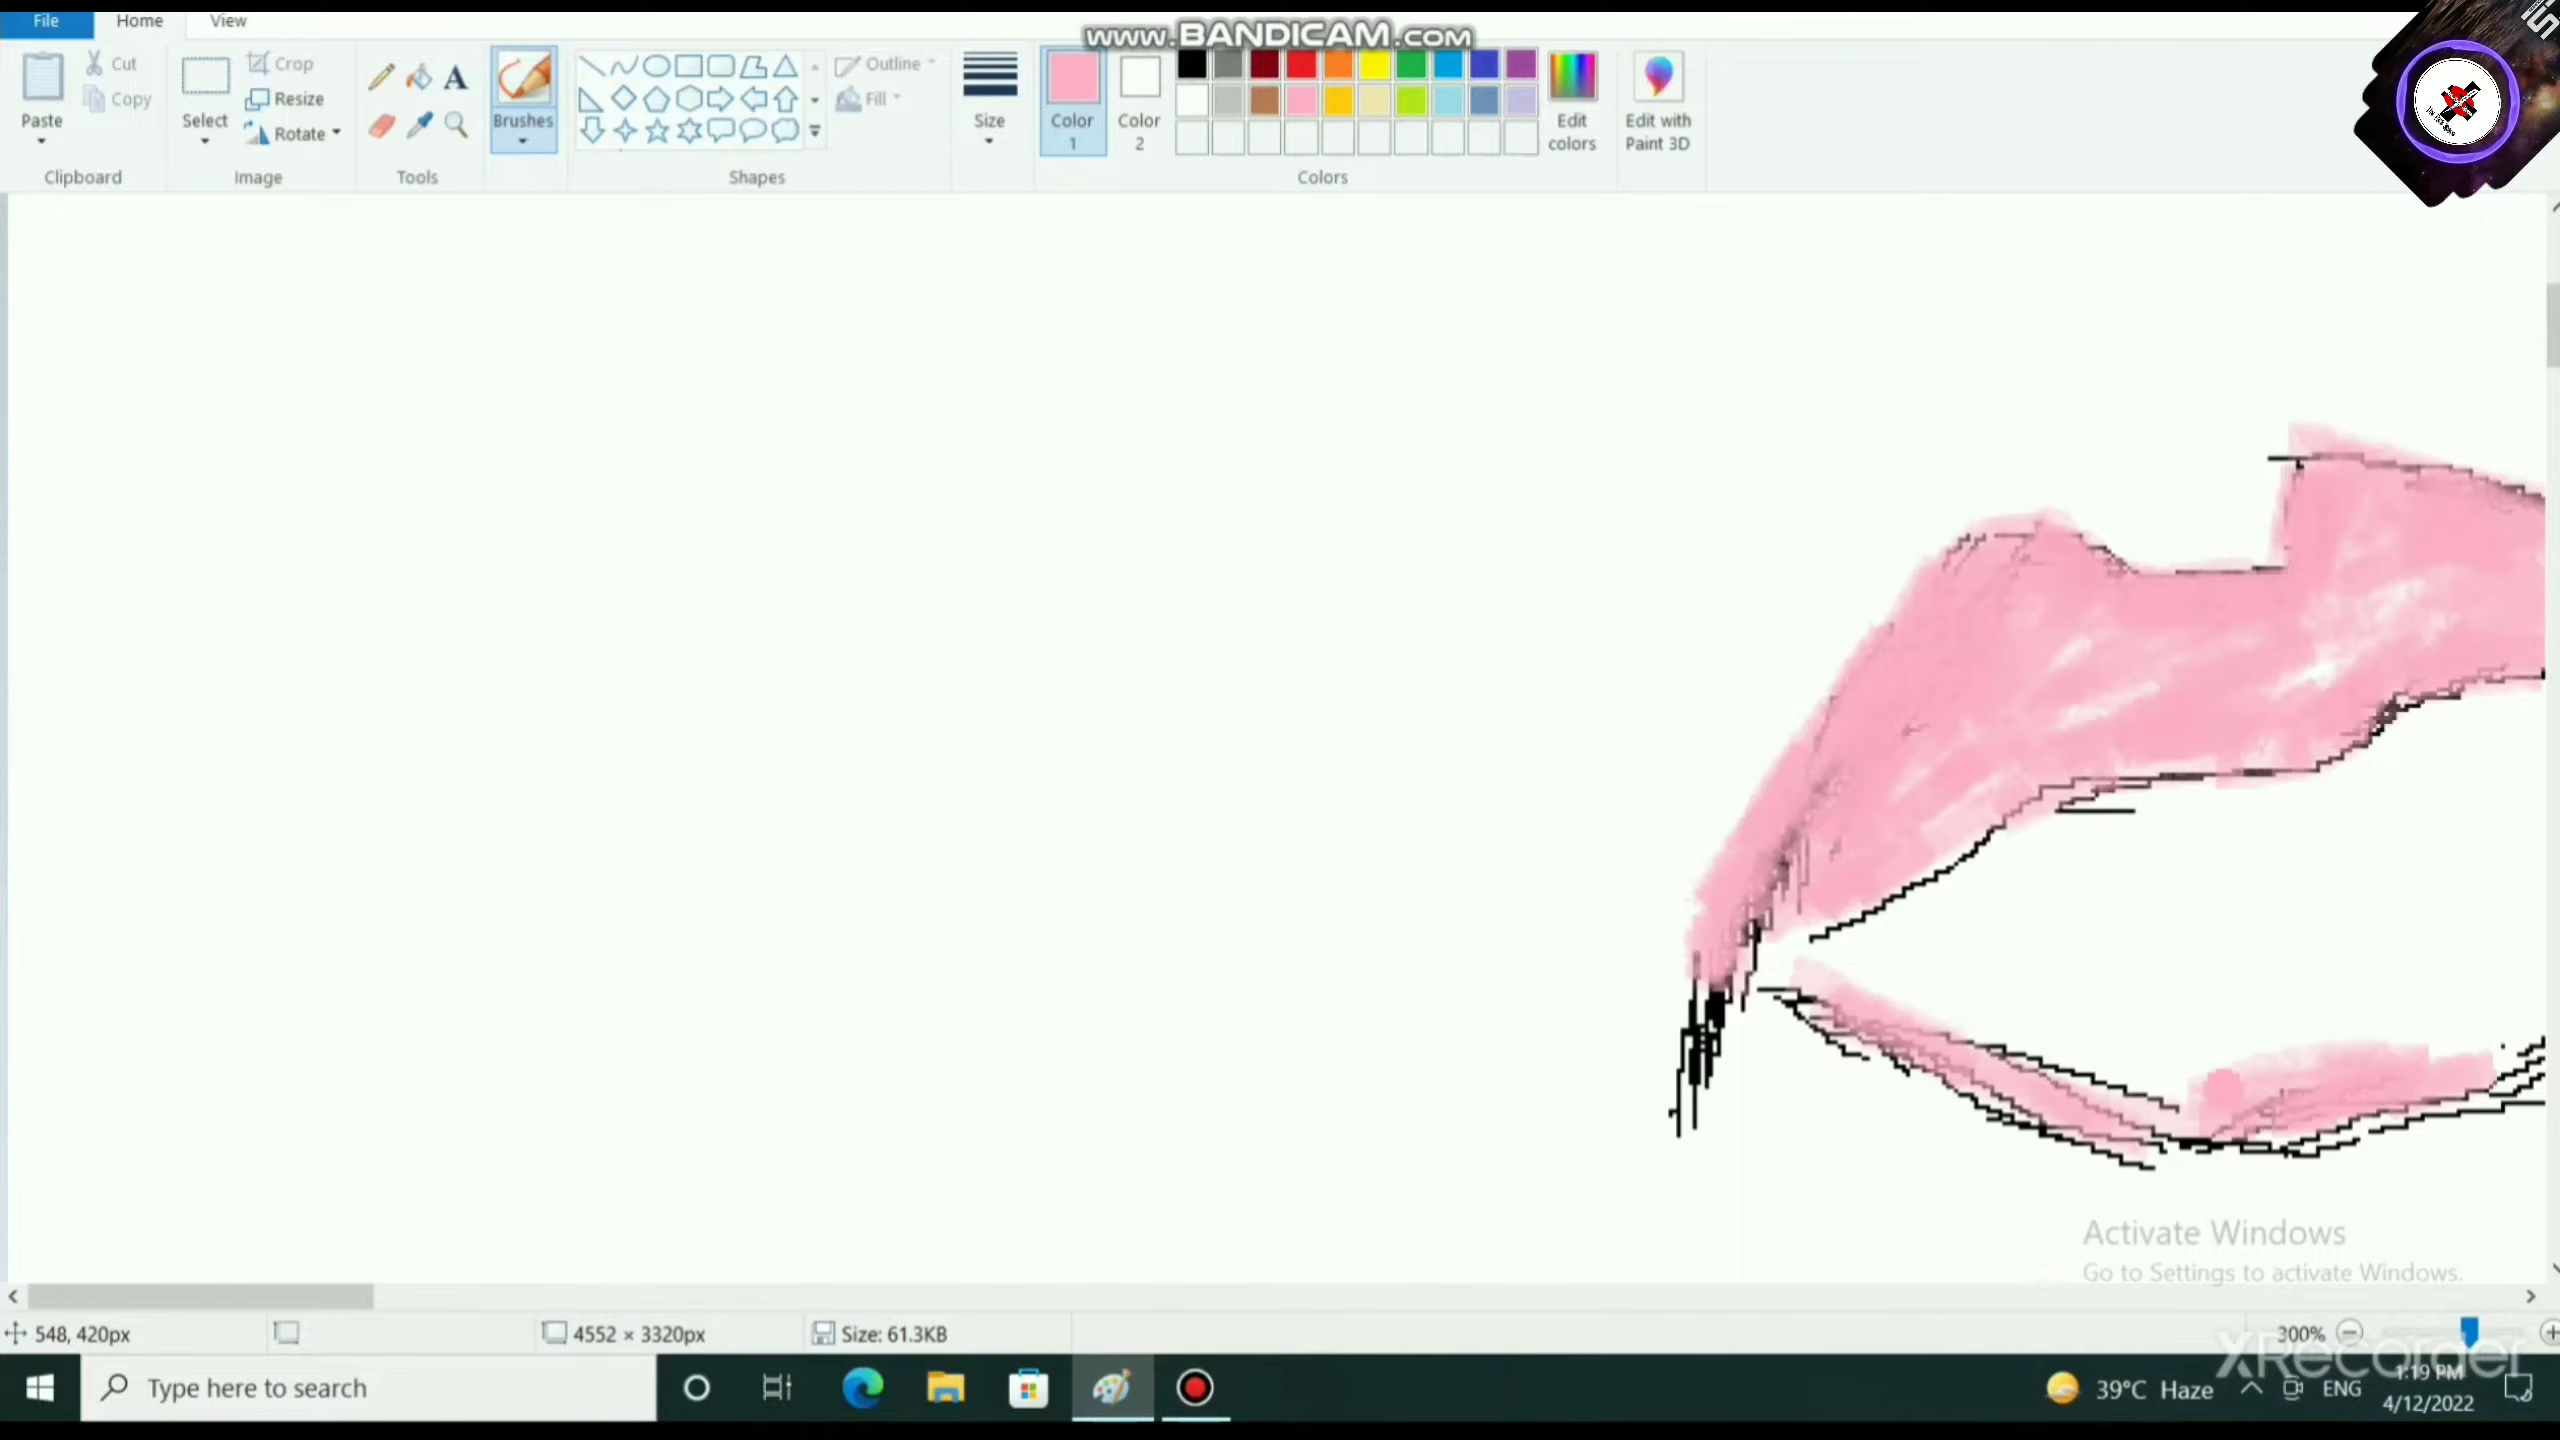 File Home View
www.BANDICAM.com
Cut
Copy
Paste
Clipboard
Crop
Resize
Rotate
Select
Image
A
Tools
Brushes
Outline
Fill
Shapes
Size
Color 1
Color 2
Edit colors
Colors
Edit with Paint 3D
Activate Windows
Go to Settings to activate Windows.
548, 420px
4552 × 3320px
Size: 61.3KB
300%
XRecorder
Type here to search
39°C Haze
ENG
1:19 PM
4/12/2022